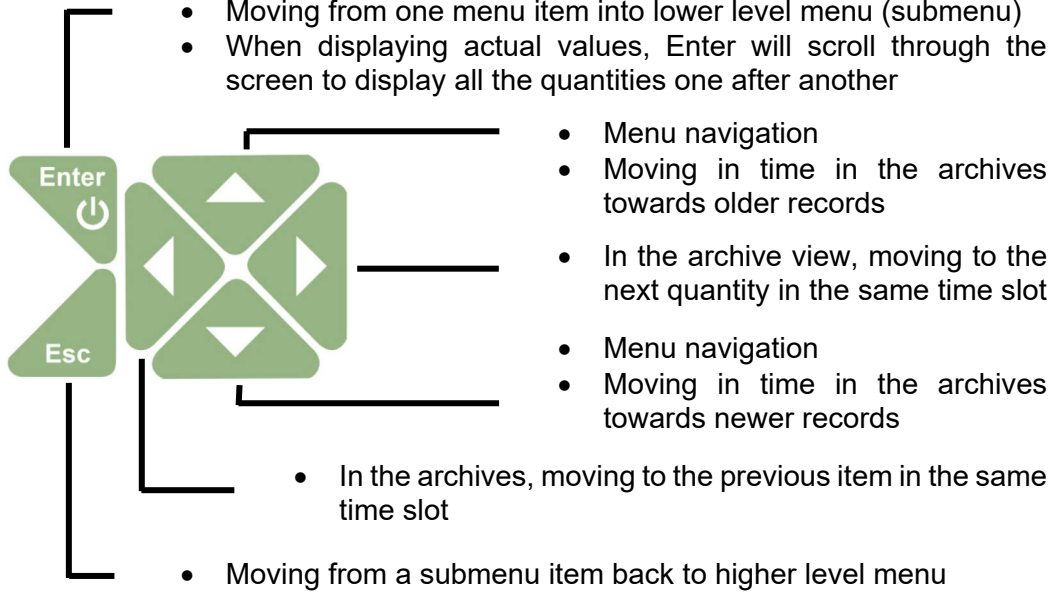 • Moving from one menu item into lower level menu (submenu)
• When displaying actual values, Enter will scroll through the
screen to display all the quantities one after another
• Menu navigation
• Moving in time in the archives
towards older records
Enter
• In the archive view, moving to the
next quantity in the same time slot
Esc
• Menu navigation
• Moving in time in the archives
towards newer records
• In the archives, moving to the previous item in the same
time slot
• Moving from a submenu item back to higher level menu